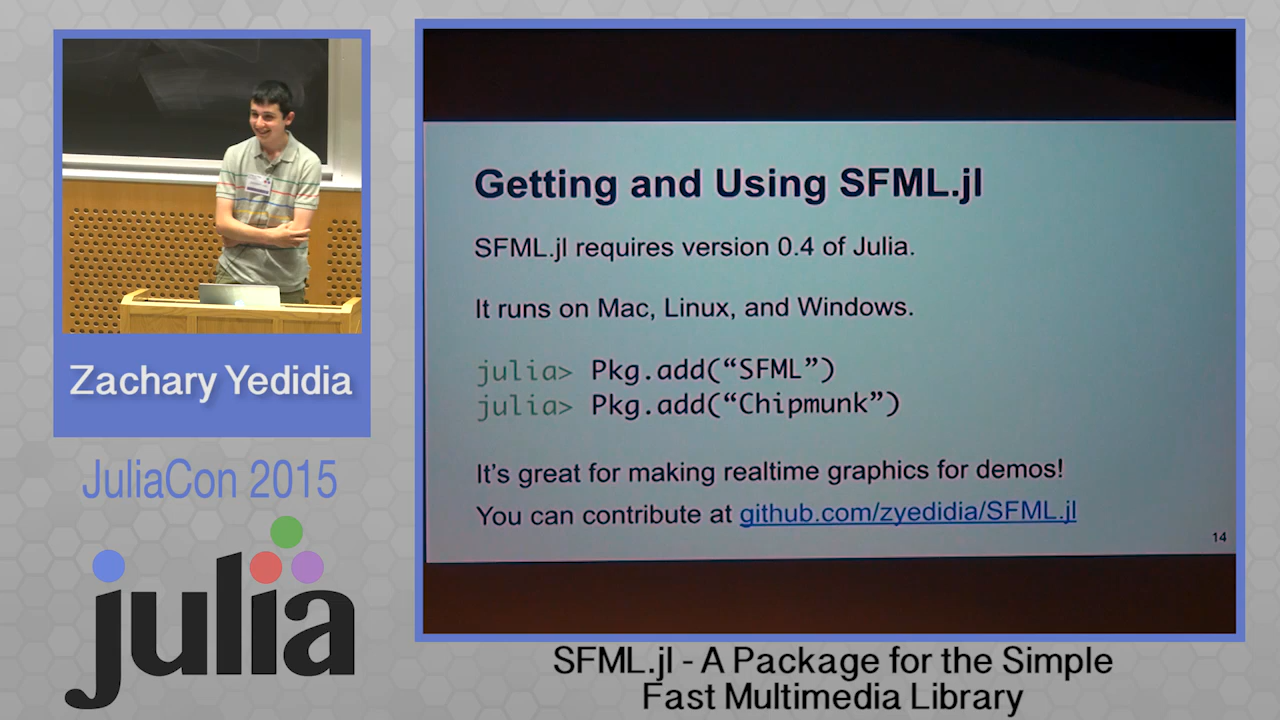 Zachary Yedidia
JuliaCon 2015
julia
Getting and Using SFML.jl
SFML.jl requires version 0.4 of Julia.
It runs on Mac, Linux, and Windows.
julia> Pkg.add(“SFML”)
julia> Pkg.add(“Chipmunk”)
It’s great for making realtime graphics for demos!
You can contribute at github.com/zyedidia/SFML.jl
14
SFML.jl - A Package for the Simple
Fast Multimedia Library